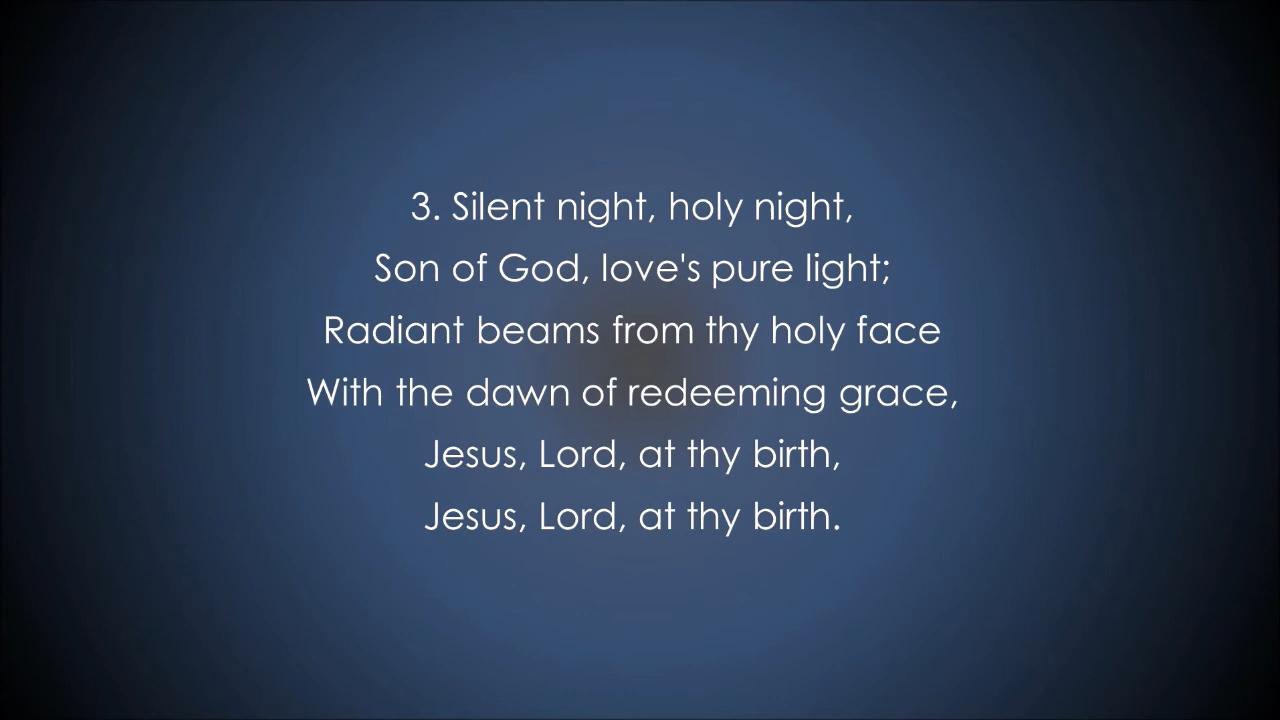 3. Silent night, holy night,
Son of God, love's pure light;
Radiant beams from thy holy face
With the dawn of redeeming grace,
Jesus, Lord, at thy birth,
Jesus, Lord, at thy birth.